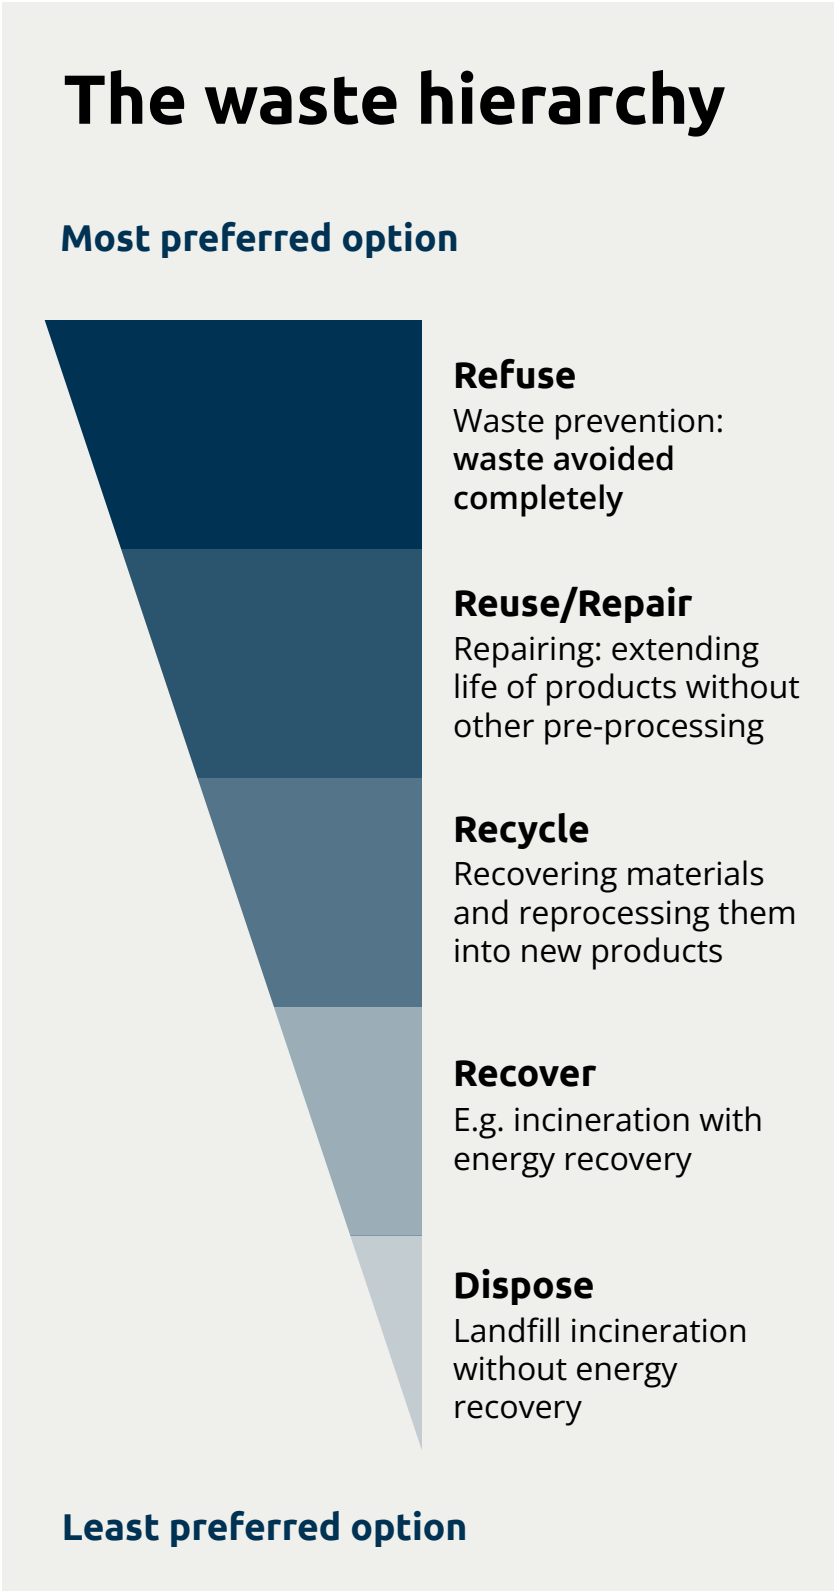 The waste hierarchy
Most preferred option
Refuse
Waste prevention:
waste avoided
completely
Reuse/Repair
Repairing: extending
life of products without
other pre-processing
Recycle
Recovering materials
and reprocessing them
into new products
Recover
E.g. incineration with
energy recovery
Dispose
Landfill incineration
without energy
recovery
Least preferred option